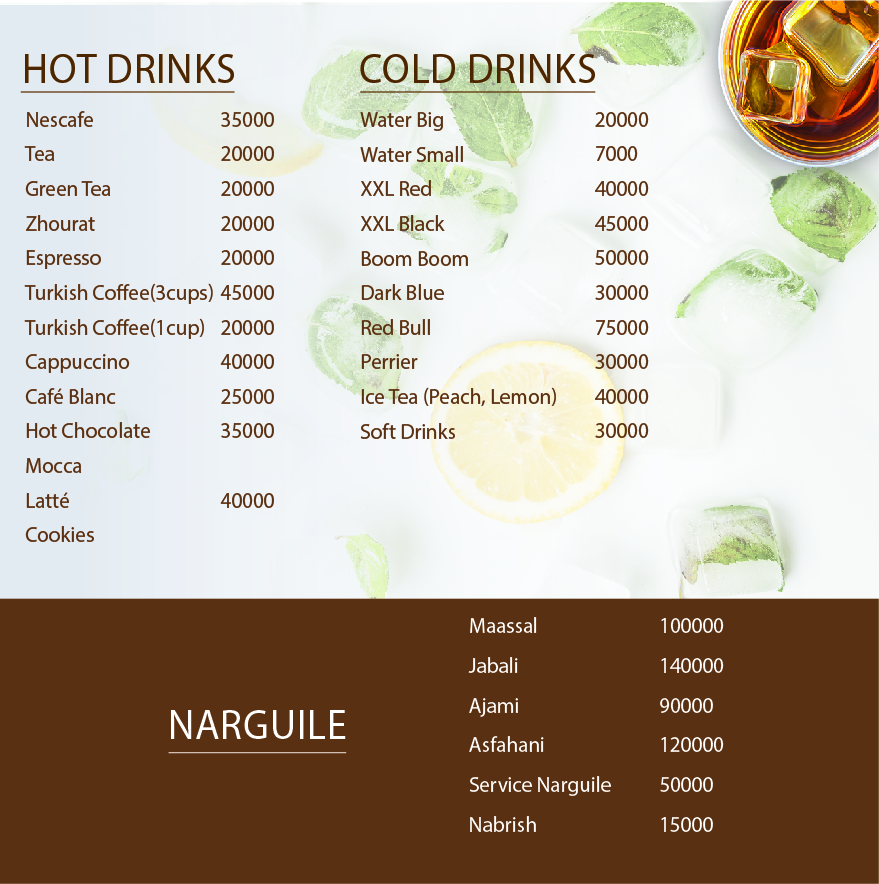 HOT DRINKS
Nescafe 35000
Tea 20000
Green Tea 20000
Zhourat 20000
Espresso 20000
Turkish Coffee(3cups) 45000
Turkish Coffee(1cup) 20000
Cappuccino 40000
Café Blanc 25000
Hot Chocolate 35000
Mocca
Latté 40000
Cookies
COLD DRINKS
Water Big 20000
Water Small 7000
XXL Red 40000
XXL Black 45000
Boom Boom 50000
Dark Blue 30000
Red Bull 75000
Perrier 30000
Ice Tea (Peach, Lemon) 40000
Soft Drinks 30000
NARGUILE
Maassal 100000
Jabali 140000
Ajami 90000
Asfahani 120000
Service Narguile 50000
Nabrish 15000